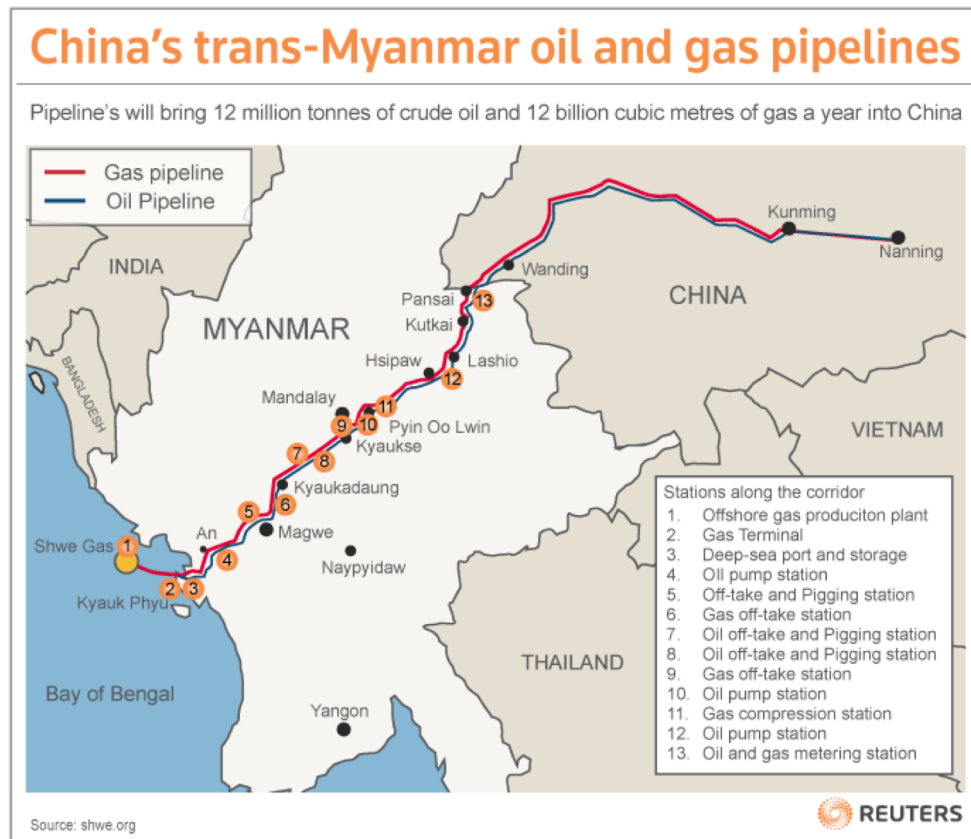 China's trans-Myanmar oil and gas pipelines
Pipeline's will bring 12 million tonnes of crude oil and 12 billion cubic metres of gas a year into China
Gas pipeline
Oil Pipeline
INDIA
BANGLADESH
MYANMAR
CHINA
VIETNAM
THAILAND
Kunming
Nanning
Wanding
Pansai
13
Kutkai
Hsipaw
Lashio
12
Mandalay
11
9
10
Pyin Oo Lwin
Kyaukse
7
8
Kyaukadaung
5
6
Magwe
An
4
Naypyidaw
Shwe Gas
1
2
3
Kyauk Phyu
Bay of Bengal
Yangon
Stations along the corridor
1. Offshore gas produciton plant
2. Gas Terminal
3. Deep-sea port and storage
4. OIl pump station
5. Off-take and Pigging station
6. Gas off-take station
7. Oil off-take and Pigging station
8. Oil off-take and Pigging station
9. Gas off-take station
10. Oil pump station
11. Gas compression station
12. Oil pump station
13. Oil and gas metering station
Source: shwe.org
REUTERS